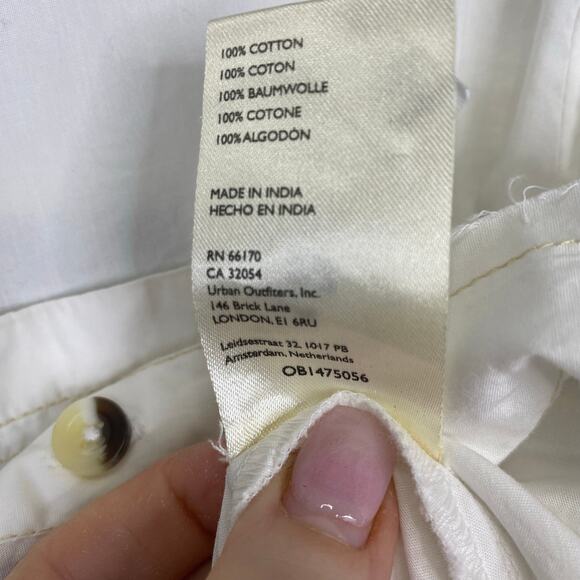 100% COTTON
100% COTON
100% BAUMWOLLE
100% COTONE
100% ALGODÓN
MADE IN INDIA
HECHO EN INDIA
RN 66170
CA 32054
Urban Outfitters, Inc.
146 Brick Lane
LONDON, E1 6RU
Leidsestraat 32, 1017 PB
Amsterdam, Netherlands
OB1475056